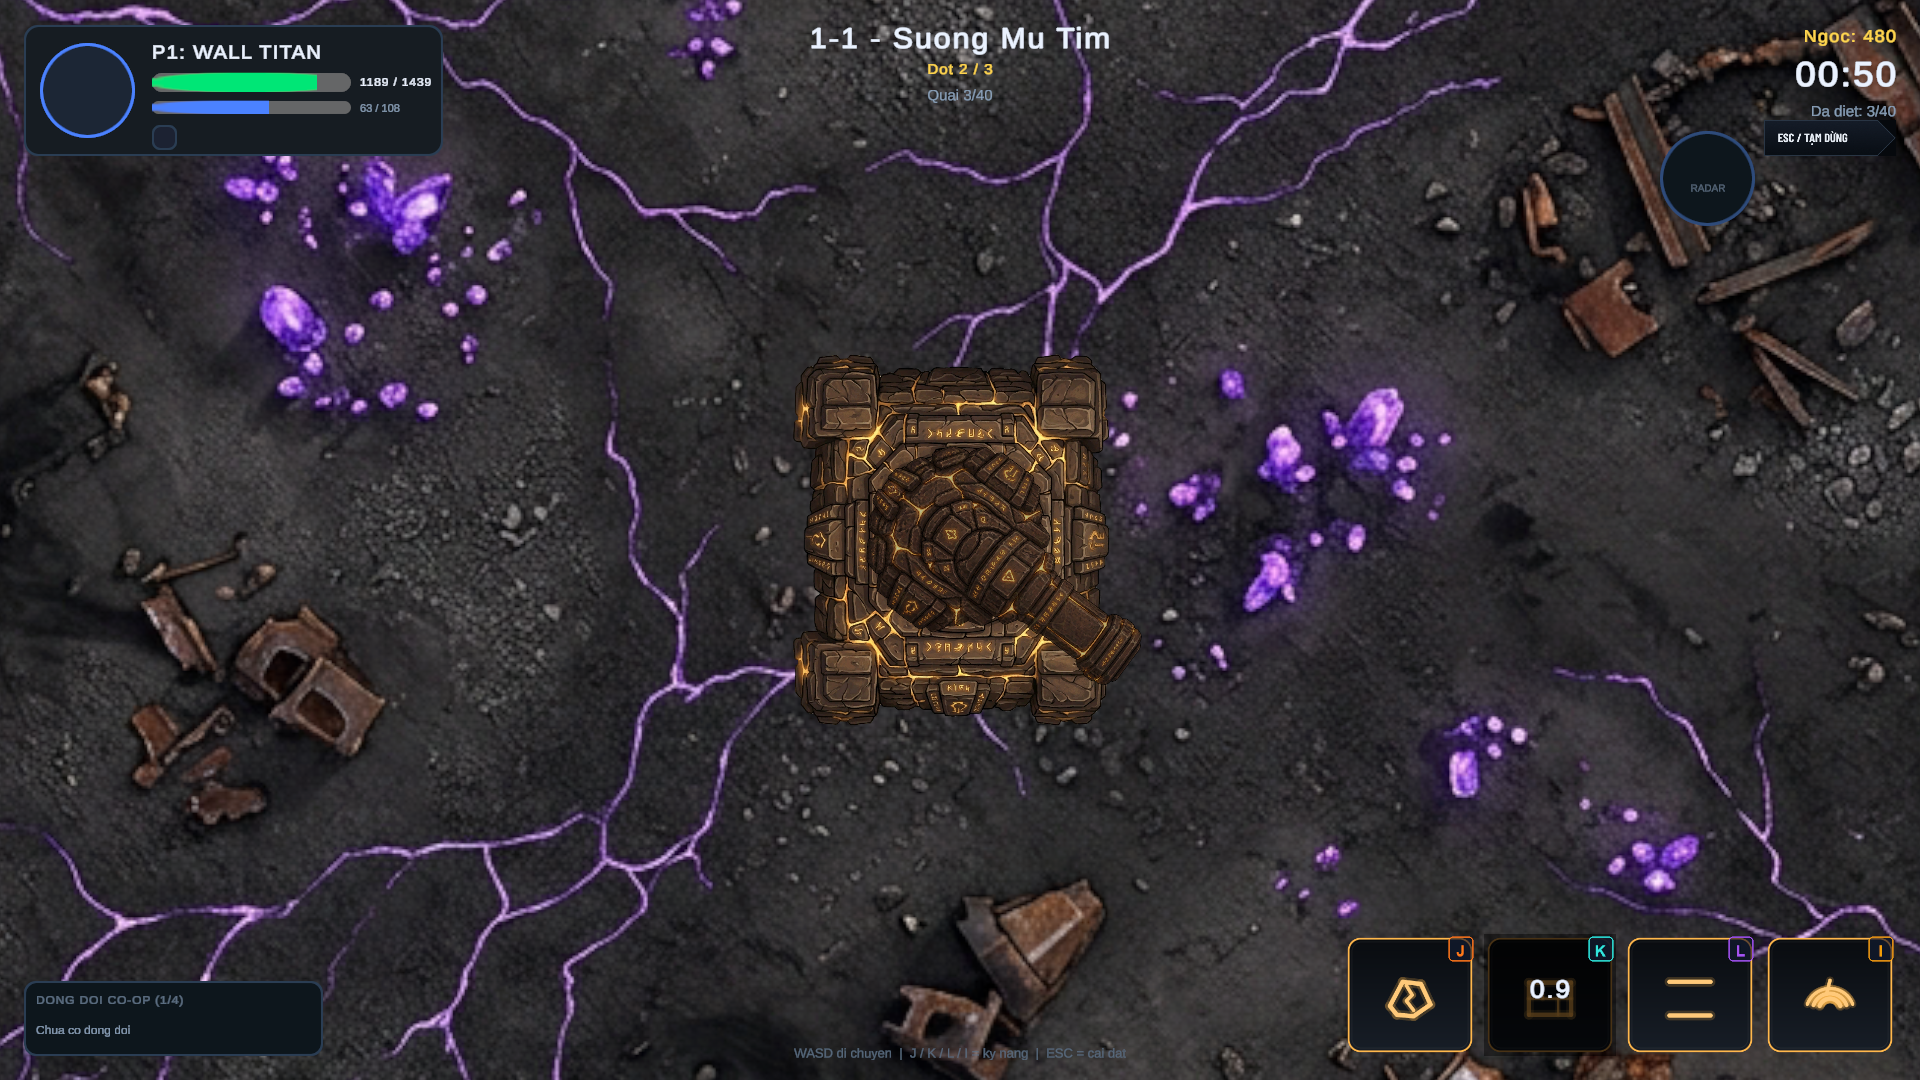 P1: WALL TITAN
1189 / 1439
63 / 108
1-1 - Suong Mu Tim
Dot 2 / 3
Quai 3/40
Ngoc: 480
00:50
Da diet: 3/40
ESC / TẠM DỪNG
RADAR
J
K
L
I
0.9
DONG DOI CO-OP (1/4)
Chua co dong doi
WASD di chuyen | J / K / L / I = ky nang | ESC = cai dat